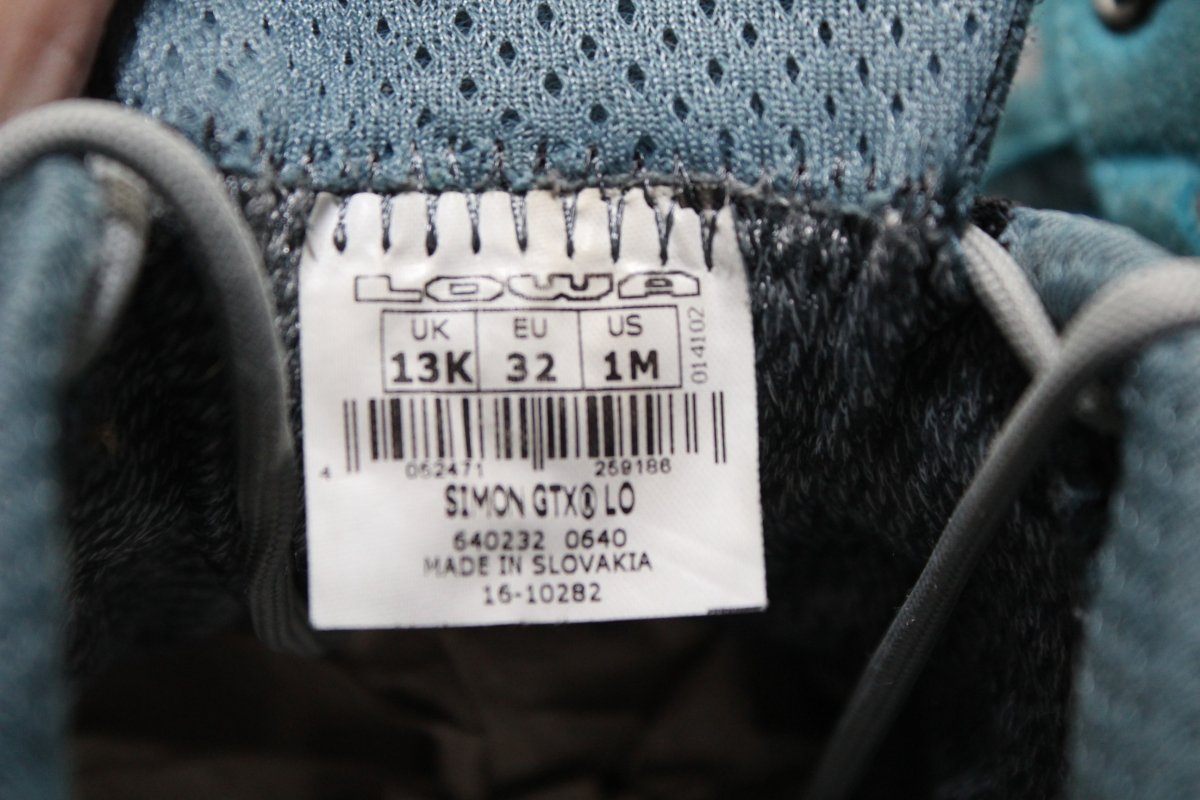 LOWA
UK EU US
13K 32 1M
014102
4 052471 259186
SIMON GTX® LO
640232 0640
MADE IN SLOVAKIA
16-10282